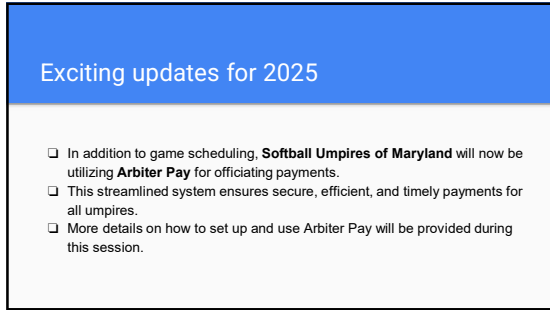 Exciting updates for 2025
❏ In addition to game scheduling, Softball Umpires of Maryland will now be
utilizing Arbiter Pay for officiating payments.
❏ This streamlined system ensures secure, efficient, and timely payments for
all umpires.
❏ More details on how to set up and use Arbiter Pay will be provided during
this session.